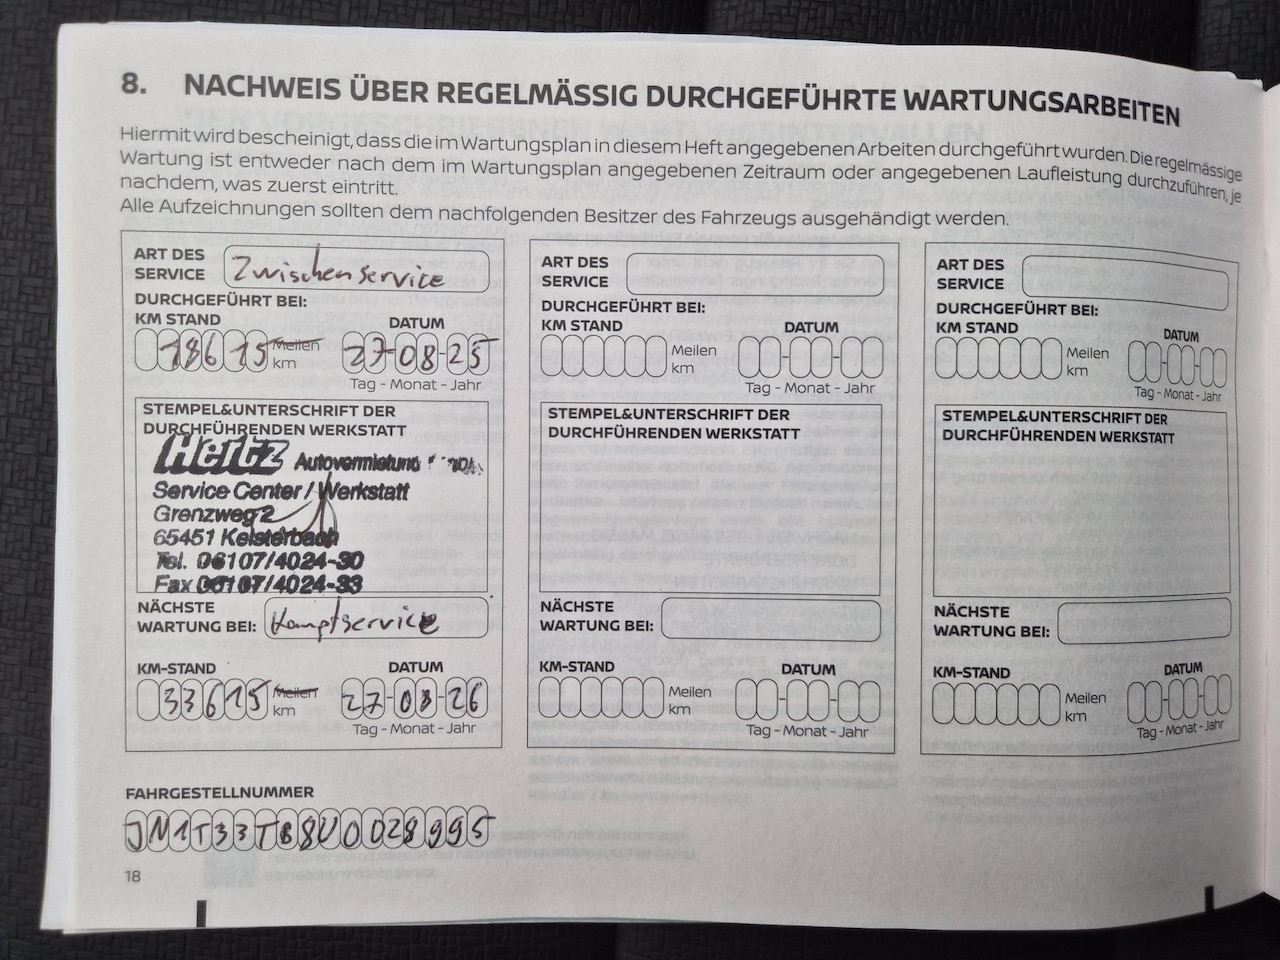 8. NACHWEIS ÜBER REGELMÄSSIG DURCHGEFÜHRTE WARTUNGSARBEITEN
Hiermit wird bescheinigt, dass die im Wartungsplan in diesem Heft angegebenen Arbeiten durchgeführt wurden. Die regelmässige
Wartung ist entweder nach dem im Wartungsplan angegebenen Zeitraum oder angegebenen Laufleistung durchzuführen, je
nachdem, was zuerst eintritt.
Alle Aufzeichnungen sollten dem nachfolgenden Besitzer des Fahrzeugs ausgehändigt werden.
ART DES
SERVICE Zwischenservice
DURCHGEFÜHRT BEI:
KM STAND DATUM
18615 Meilen 27-08-25
km
Tag - Monat - Jahr
STEMPEL&UNTERSCHRIFT DER
DURCHFÜHRENDEN WERKSTATT
Hertz Autovermietung
Service Center / Werkstatt
Grenzweg 2
65451 Kelsterbach
Tel. 06107/4024-30
Fax 06107/4024-33
NÄCHSTE
WARTUNG BEI: Hauptservice
KM-STAND DATUM
33615 Meilen 27-08-26
km
Tag - Monat - Jahr
ART DES
SERVICE
DURCHGEFÜHRT BEI:
KM STAND DATUM
Meilen
km
Tag - Monat - Jahr
STEMPEL&UNTERSCHRIFT DER
DURCHFÜHRENDEN WERKSTATT
NÄCHSTE
WARTUNG BEI:
KM-STAND DATUM
Meilen
km
Tag - Monat - Jahr
ART DES
SERVICE
DURCHGEFÜHRT BEI:
KM STAND DATUM
Meilen
km
Tag - Monat - Jahr
STEMPEL&UNTERSCHRIFT DER
DURCHFÜHRENDEN WERKSTATT
NÄCHSTE
WARTUNG BEI:
KM-STAND DATUM
Meilen
km
Tag - Monat - Jahr
FAHRGESTELLNUMMER
JN1T33TB8U0028995
18